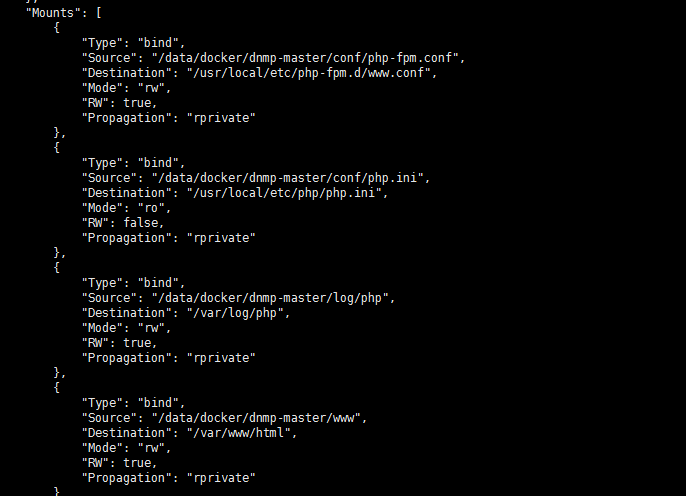 },
"Mounts": [
{
"Type": "bind",
"Source": "/data/docker/dnmp-master/conf/php-fpm.conf",
"Destination": "/usr/local/etc/php-fpm.d/www.conf",
"Mode": "rw",
"RW": true,
"Propagation": "rprivate"
},
{
"Type": "bind",
"Source": "/data/docker/dnmp-master/conf/php.ini",
"Destination": "/usr/local/etc/php/php.ini",
"Mode": "ro",
"RW": false,
"Propagation": "rprivate"
},
{
"Type": "bind",
"Source": "/data/docker/dnmp-master/log/php",
"Destination": "/var/log/php",
"Mode": "rw",
"RW": true,
"Propagation": "rprivate"
},
{
"Type": "bind",
"Source": "/data/docker/dnmp-master/www",
"Destination": "/var/www/html",
"Mode": "rw",
"RW": true,
"Propagation": "rprivate"
}